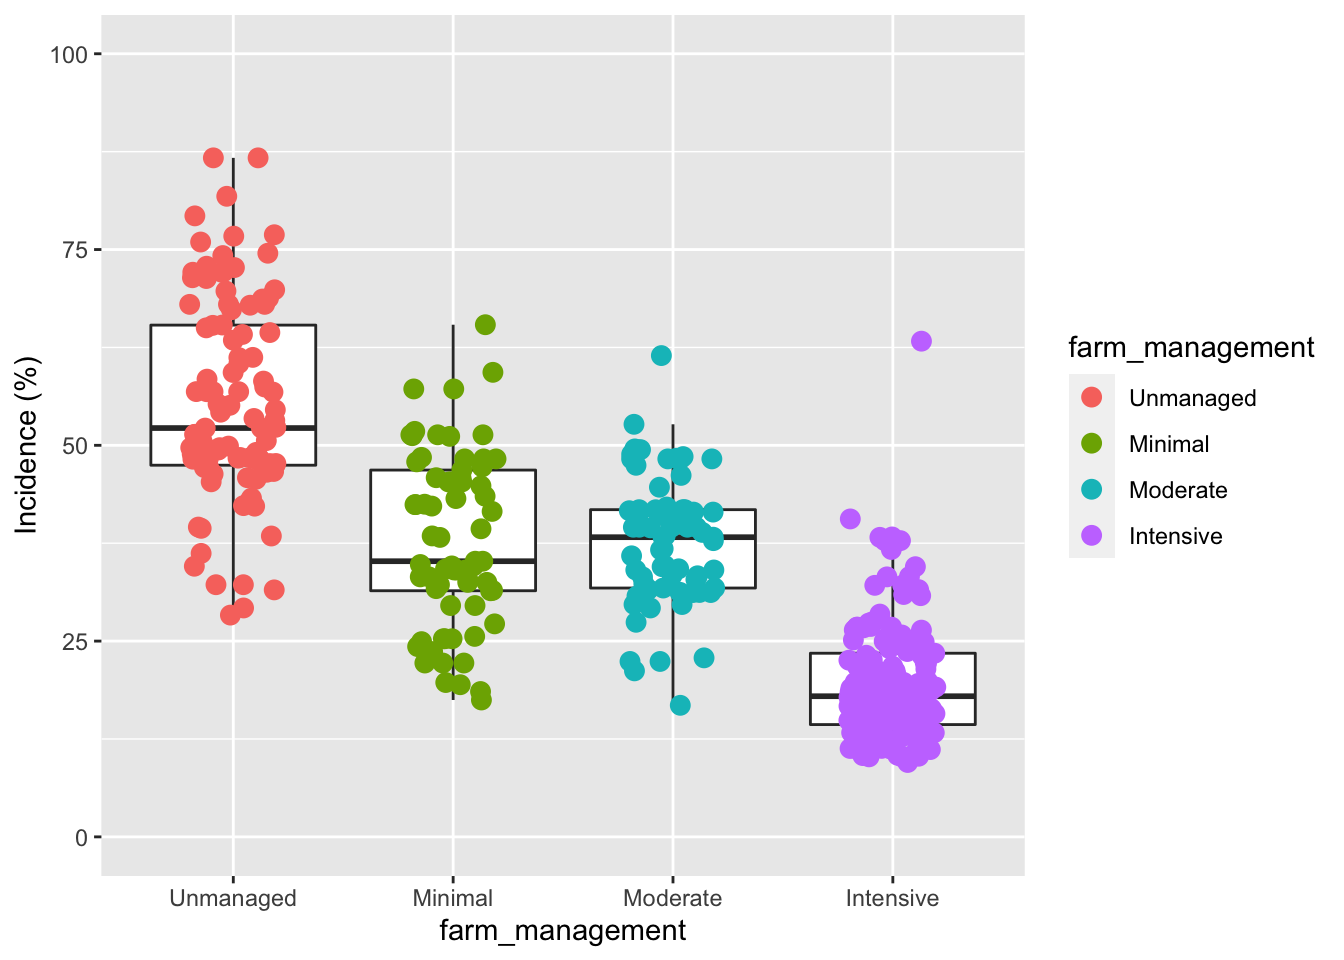 100
75
50
25
0
Incidence (%)
Unmanaged
Minimal
Moderate
Intensive
farm_management
farm_management
Unmanaged
Minimal
Moderate
Intensive